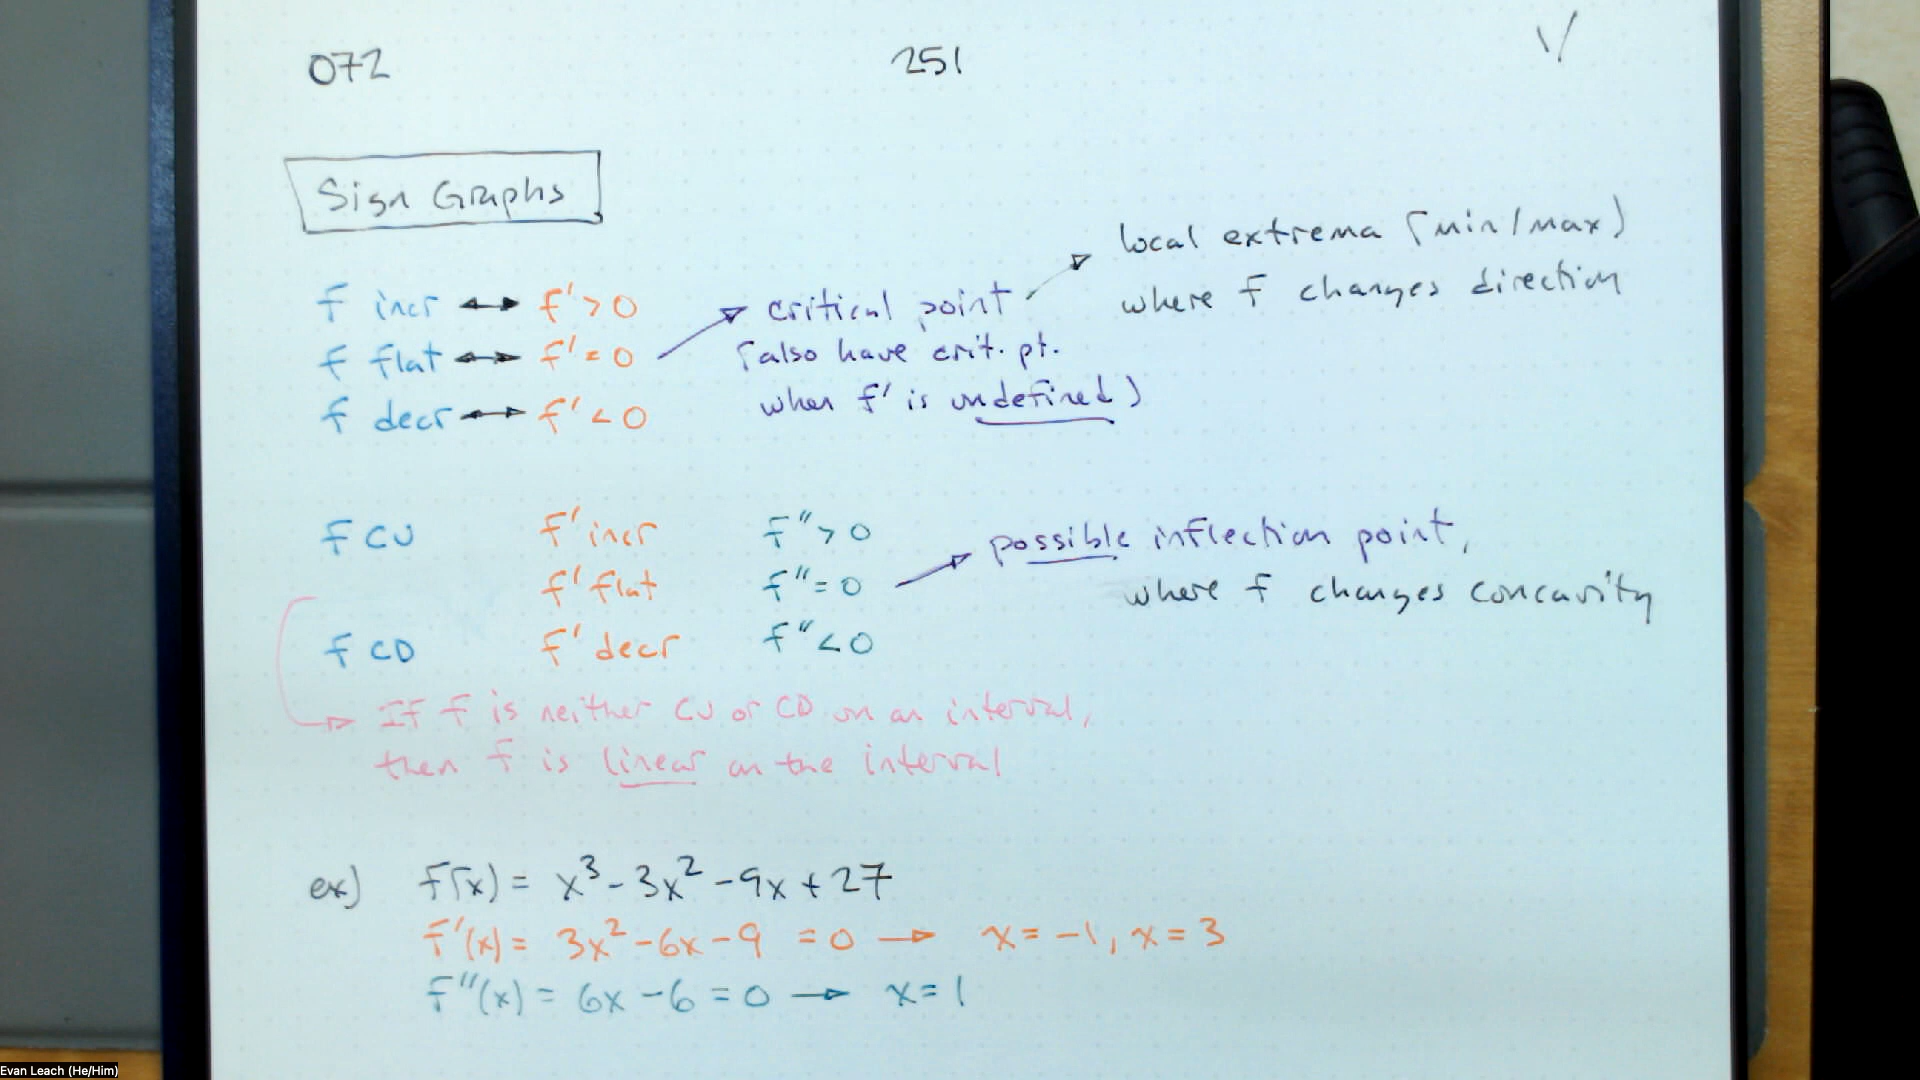 072 251 1/
Sign Graphs
local extrema (min/max)
where f changes direction
f incr ↔ f' > 0 critical point
f flat ↔ f' = 0 (also have crit. pt.
f decr ↔ f' < 0 when f' is undefined)
f CU f' incr f'' > 0 possible inflection point,
f' flat f'' = 0 where f changes concavity
f CD f' decr f'' < 0
If f is neither CU or CD on an interval,
then f is linear on the interval
ex) f(x) = x³ - 3x² - 9x + 27
f'(x) = 3x² - 6x - 9 = 0 → x = -1, x = 3
f''(x) = 6x - 6 = 0 → x = 1
Evan Leach (He/Him)